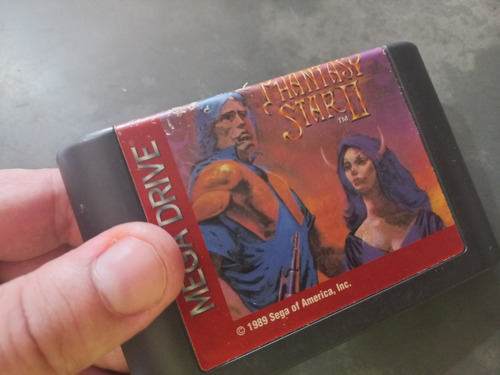 PHANTASY
STAR II
TM
MEGA DRIVE
© 1989 Sega of America, Inc.